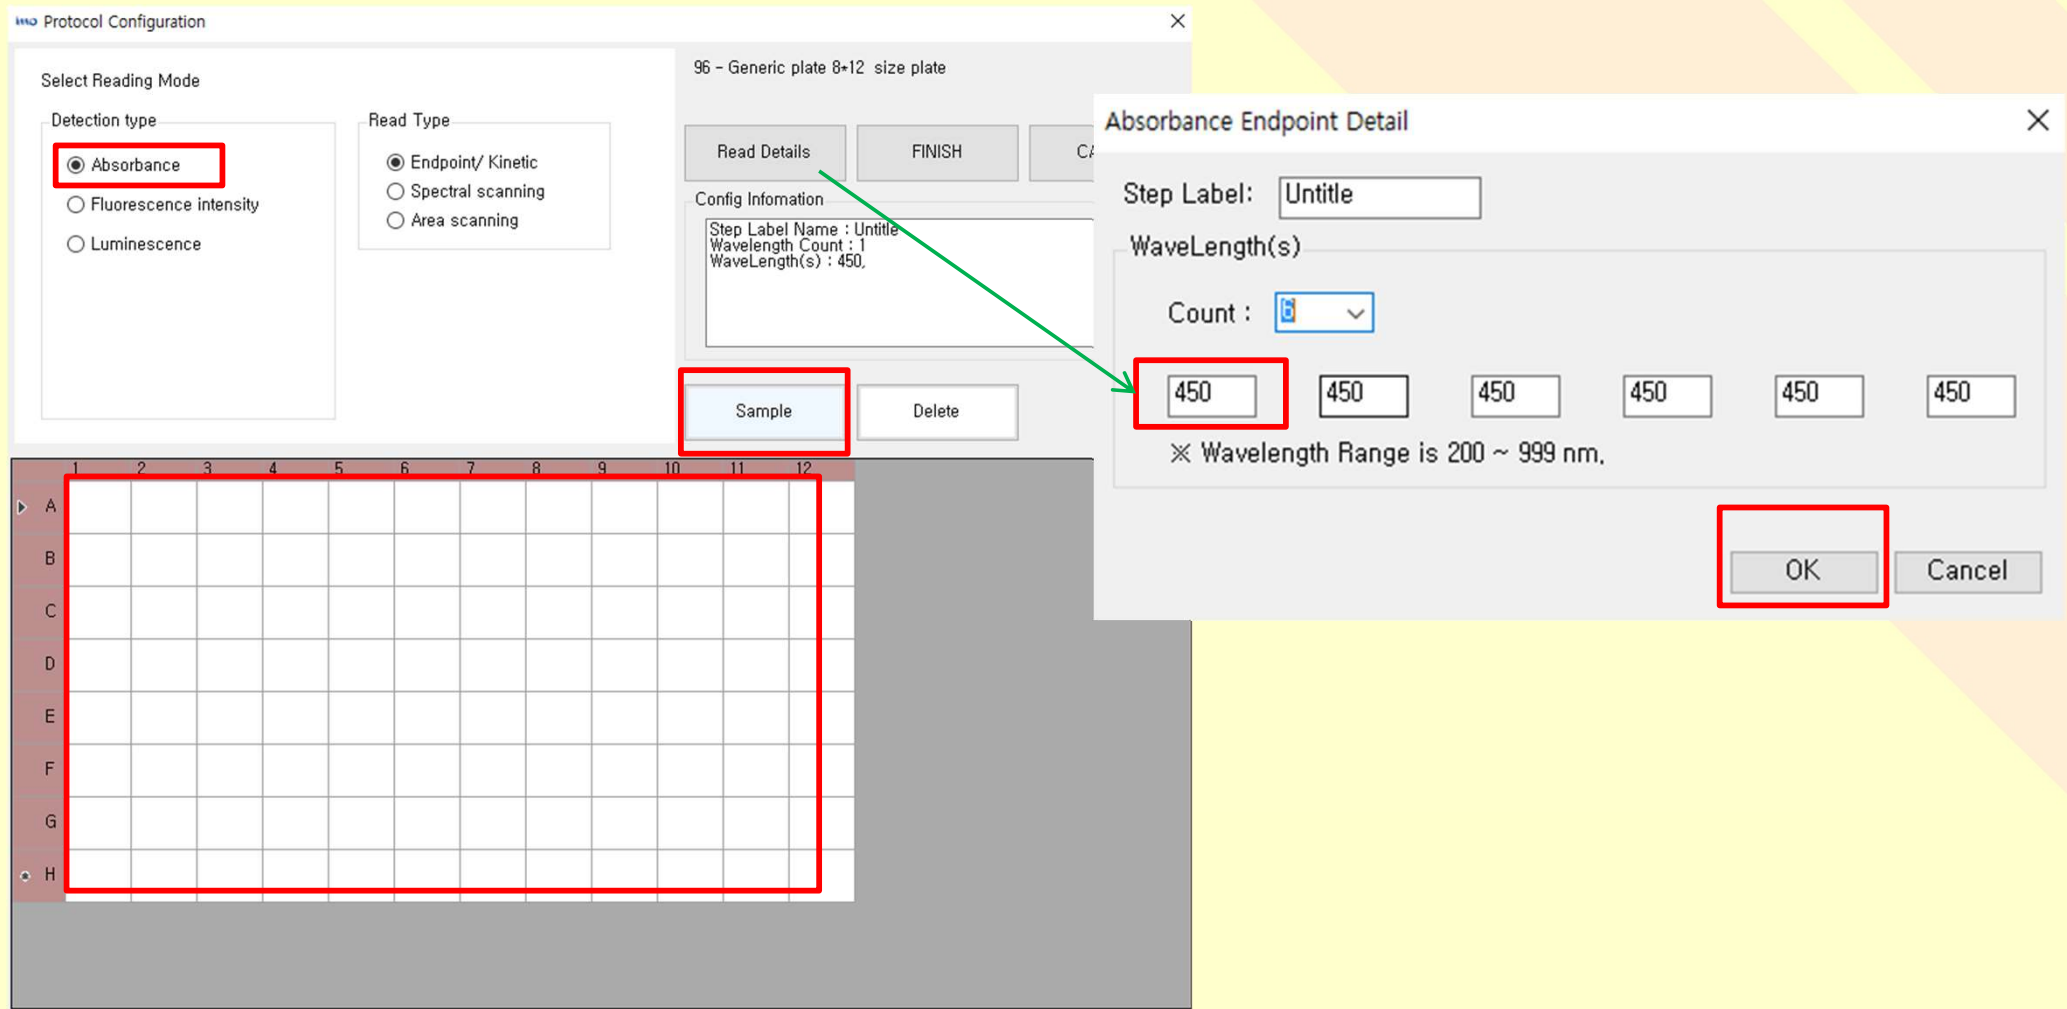 Protocol Configuration
Select Reading Mode
Detection type
Absorbance
Fluorescence intensity
Luminescence
Read Type
Endpoint/ Kinetic
Spectral scanning
Area scanning
96 - Generic plate 8*12 size plate
Read Details
FINISH
Config Infomation
Step Label Name : Untitle
Wavelength Count : 1
WaveLength(s) : 450,
Sample
Delete
1 2 3 4 5 6 7 8 9 10 11 12
A
B
C
D
E
F
G
H
Absorbance Endpoint Detail
Step Label: Untitle
WaveLength(s)
Count : 6
450 450 450 450 450 450
※ Wavelength Range is 200 ~ 999 nm,
OK Cancel